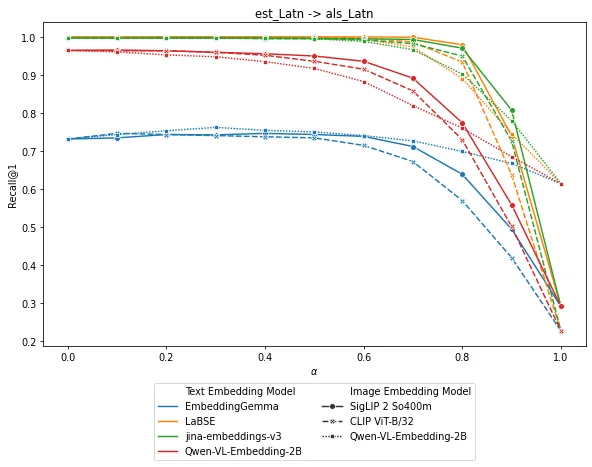 est_Latn -> als_Latn
Recall@1
1.0
0.9
0.8
0.7
0.6
0.5
0.4
0.3
0.2
0.0
0.2
0.4
0.6
0.8
1.0
α
Text Embedding Model
EmbeddingGemma
LaBSE
jina-embeddings-v3
Qwen-VL-Embedding-2B
Image Embedding Model
SigLIP 2 So400m
CLIP ViT-B/32
Qwen-VL-Embedding-2B